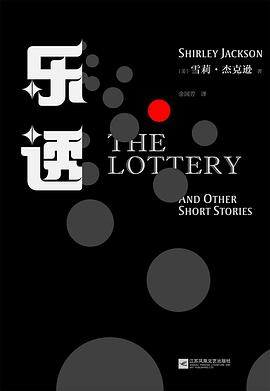 SHIRLEY JACKSON
[美] 雪莉·杰克逊 著
余国芳 译
乐透
THE
LOTTERY
AND OTHER
SHORT STORIES
江苏凤凰文艺出版社